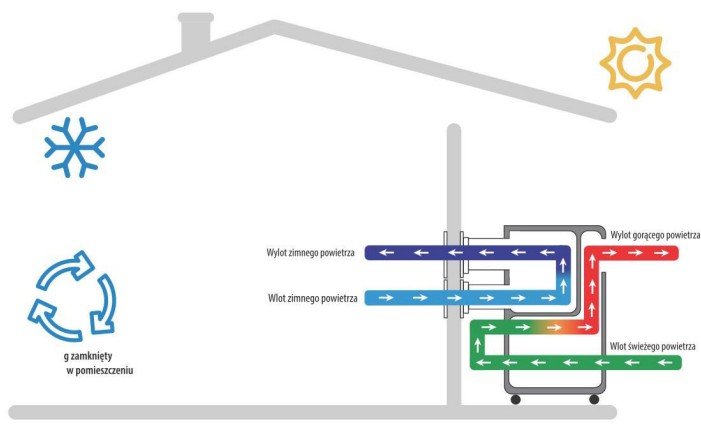 Wylot gorącego powietrza
Wylot zimnego powietrza
Wlot zimnego powietrza
Wlot świeżego powietrza
g zamknięty
w pomieszczeniu